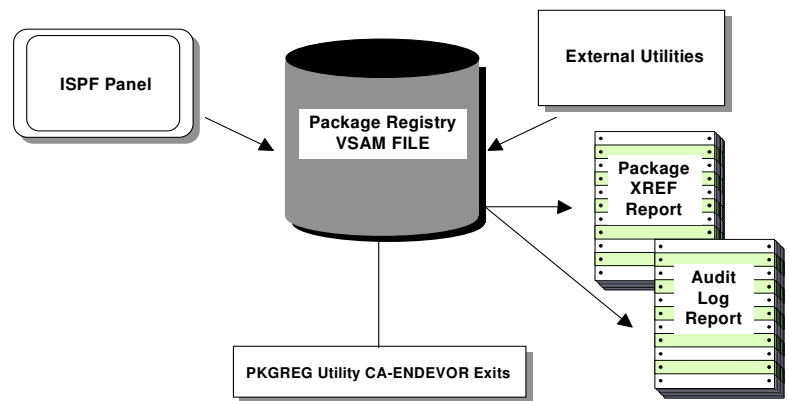 ISPF Panel
External Utilities
Package Registry
VSAM FILE
Package
XREF
Report
Audit
Log
Report
PKGREG Utility CA-ENDEVOR Exits